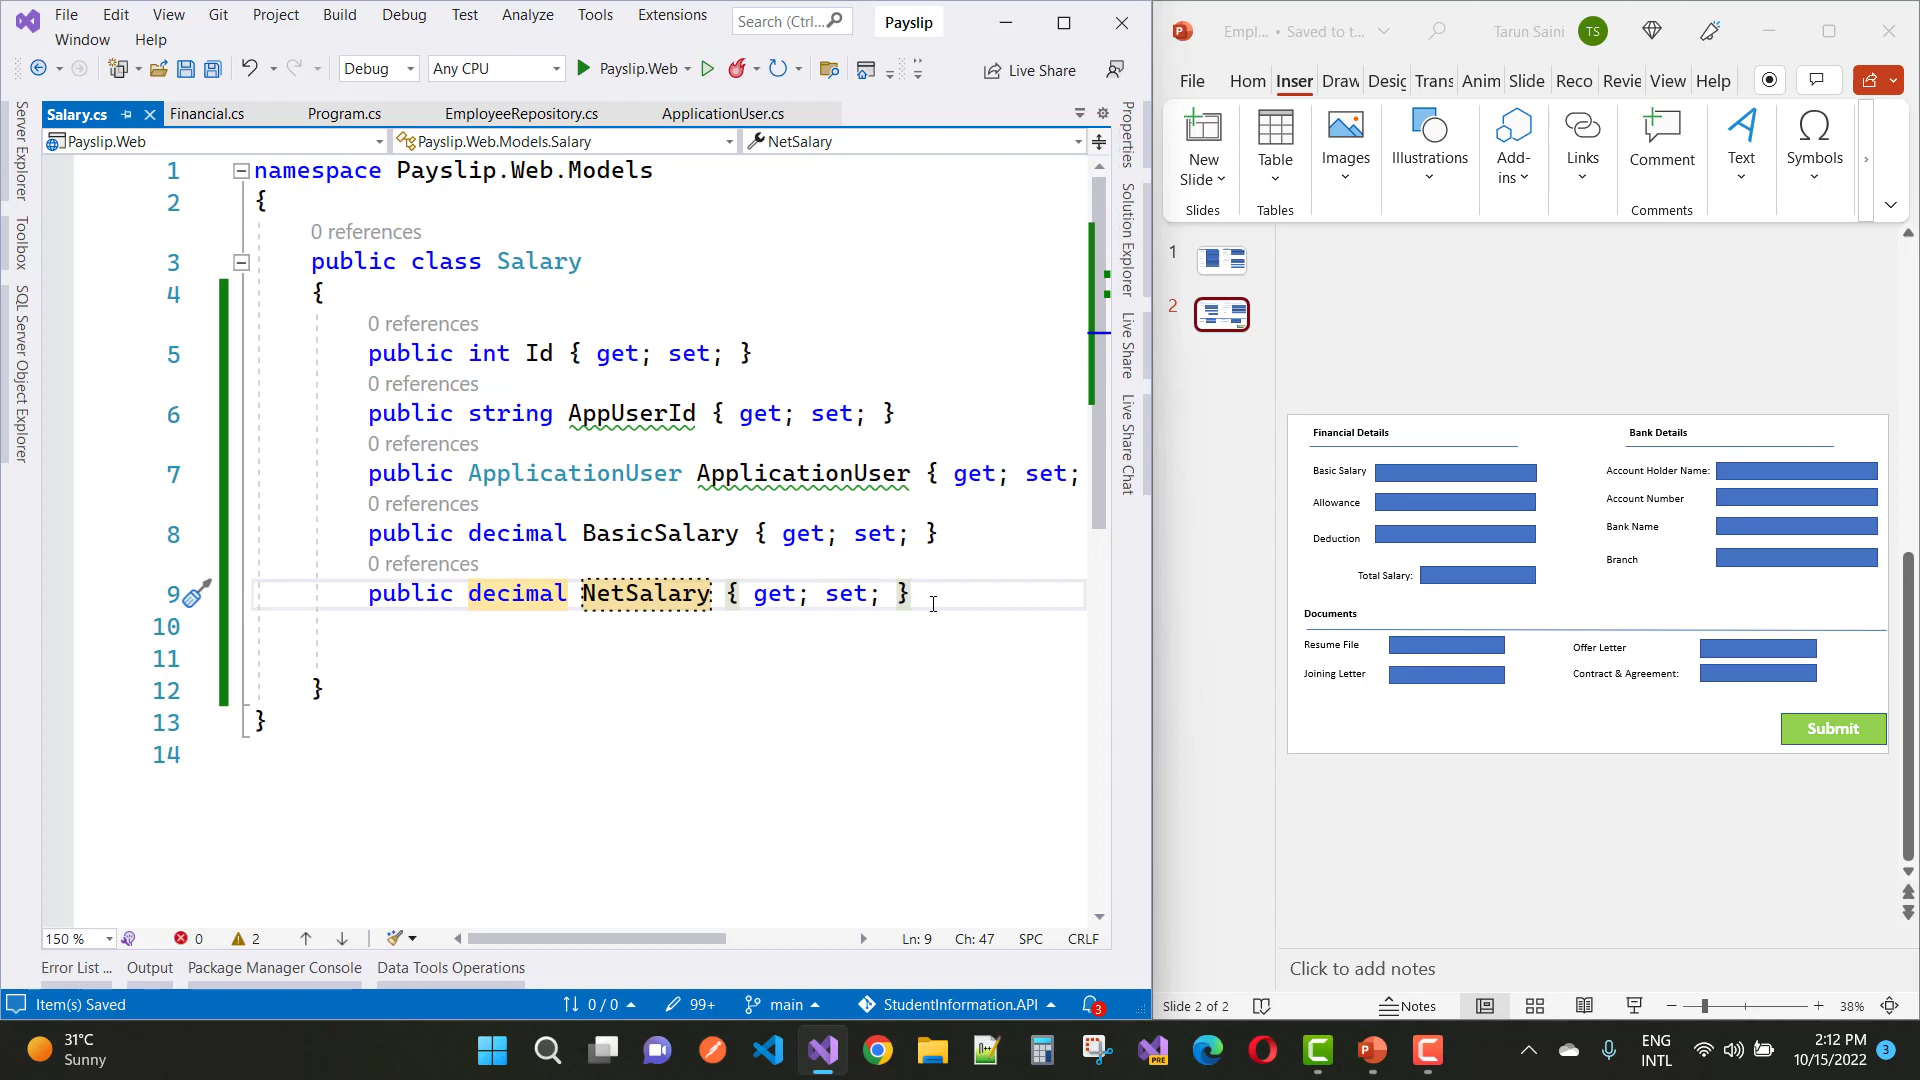 File Edit View Git Project Build Debug Test Analyze Tools Extensions
Window Help
Search (Ctrl...
Payslip
Debug Any CPU Payslip.Web Live Share
Salary.cs Financial.cs Program.cs EmployeeRepository.cs ApplicationUser.cs
Payslip.Web Payslip.Web.Models.Salary NetSalary
Server Explorer
Toolbox
SQL Server Object Explorer
1 namespace Payslip.Web.Models
2 {
0 references
3 public class Salary
4 {
0 references
5 public int Id { get; set; }
0 references
6 public string AppUserId { get; set; }
0 references
7 public ApplicationUser ApplicationUser { get; set;
0 references
8 public decimal BasicSalary { get; set; }
0 references
9 public decimal NetSalary { get; set; }
10
11
12 }
13 }
14
Properties
Solution Explorer
Live Share
Live Share Chat
150 % 0 2 Ln: 9 Ch: 47 SPC CRLF
Error List ... Output Package Manager Console Data Tools Operations
Item(s) Saved 0 / 0 99+ main StudentInformation.API 3
Empl... • Saved to t... Tarun Saini TS
File Hom Inser Draw Desig Trans Anim Slide Reco Revie View Help
New Slide
Table
Images
Illustrations
Add-ins
Links
Comment
Text
Symbols
Slides Tables Comments
1
2
Financial Details Bank Details
Basic Salary Account Holder Name:
Allowance Account Number
Deduction Bank Name
Branch
Total Salary:
Documents
Resume File Offer Letter
Joining Letter Contract & Agreement:
Submit
Click to add notes
Slide 2 of 2 Notes 38%
31°C
Sunny
PRE
ENG
INTL
2:12 PM
10/15/2022
3